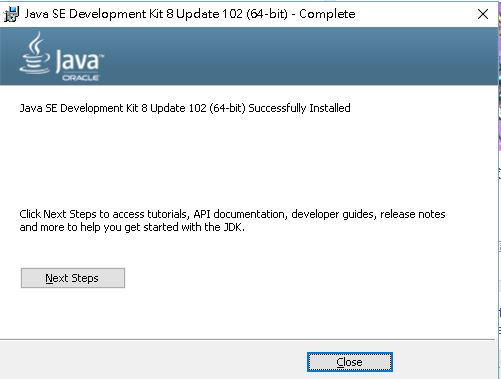 Java SE Development Kit 8 Update 102 (64-bit) - Complete
Java
ORACLE
Java SE Development Kit 8 Update 102 (64-bit) Successfully Installed
Click Next Steps to access tutorials, API documentation, developer guides, release notes
and more to help you get started with the JDK.
Next Steps
Close